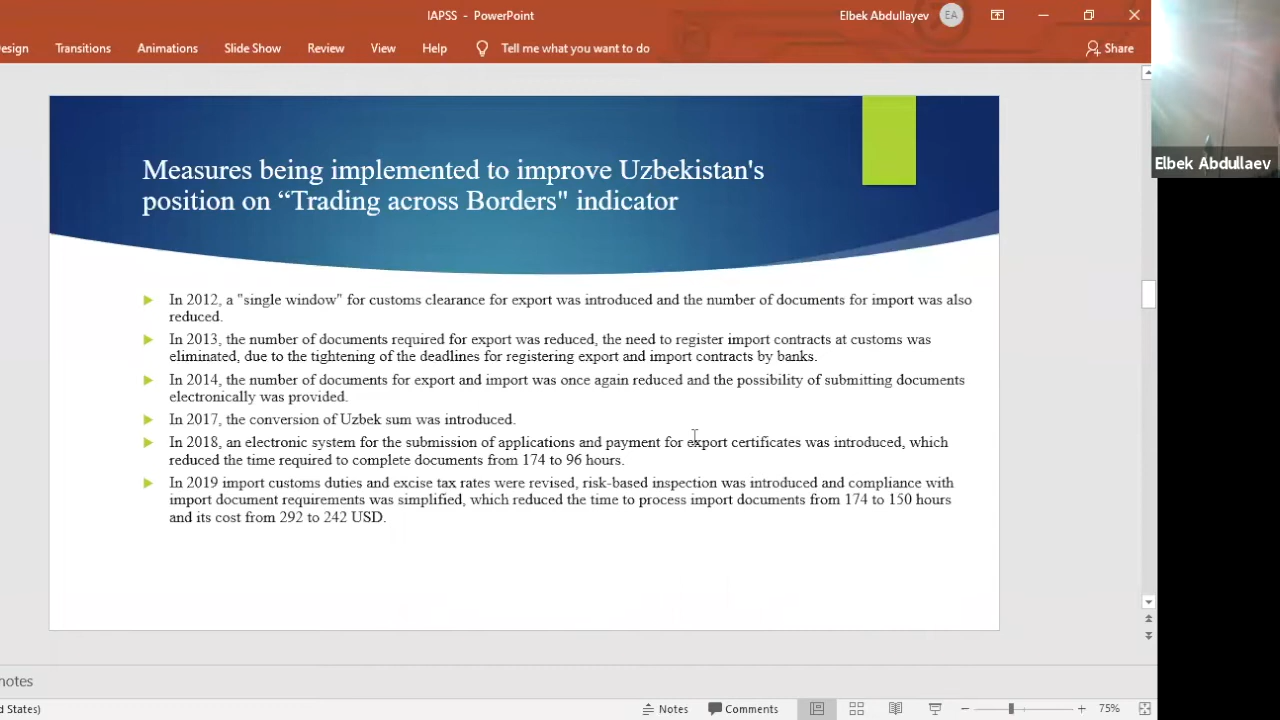 IAPSS - PowerPoint
Elbek Abdullayev
EA
esign
Transitions
Animations
Slide Show
Review
View
Help
Tell me what you want to do
Share
Elbek Abdullaev
Measures being implemented to improve Uzbekistan's
position on “Trading across Borders" indicator
In 2012, a "single window" for customs clearance for export was introduced and the number of documents for import was also
reduced.
In 2013, the number of documents required for export was reduced, the need to register import contracts at customs was
eliminated, due to the tightening of the deadlines for registering export and import contracts by banks.
In 2014, the number of documents for export and import was once again reduced and the possibility of submitting documents
electronically was provided.
In 2017, the conversion of Uzbek sum was introduced.
In 2018, an electronic system for the submission of applications and payment for export certificates was introduced, which
reduced the time required to complete documents from 174 to 96 hours.
In 2019 import customs duties and excise tax rates were revised, risk-based inspection was introduced and compliance with
import document requirements was simplified, which reduced the time to process import documents from 174 to 150 hours
and its cost from 292 to 242 USD.
notes
d States)
Notes
Comments
75%